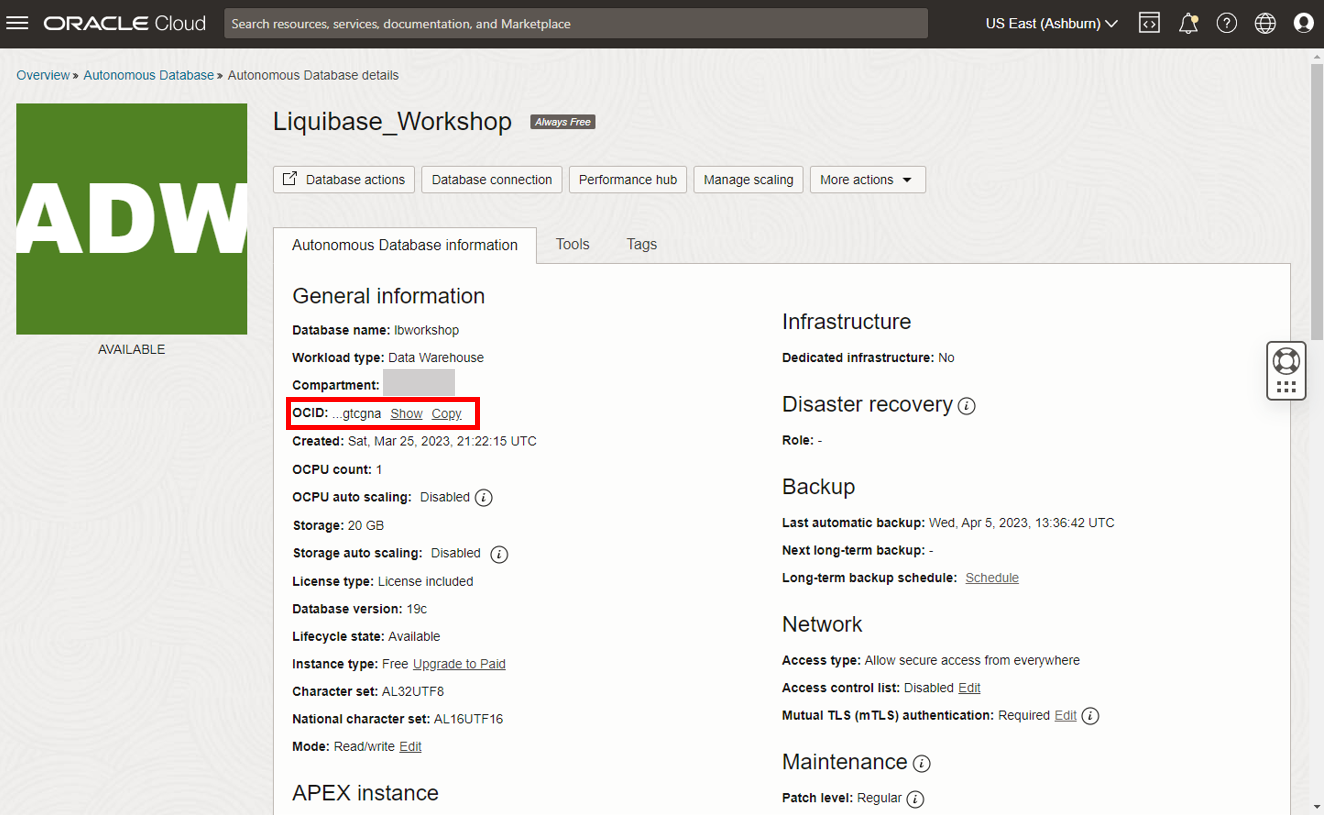 ORACLE Cloud
Search resources, services, documentation, and Marketplace
US East (Ashburn)
Overview » Autonomous Database » Autonomous Database details
ADW
AVAILABLE
Liquibase_Workshop Always Free
Database actions Database connection Performance hub Manage scaling More actions
Autonomous Database information Tools Tags
General information
Database name: lbworkshop
Workload type: Data Warehouse
Compartment:
OCID: ...gtcgna Show Copy
Created: Sat, Mar 25, 2023, 21:22:15 UTC
OCPU count: 1
OCPU auto scaling: Disabled
Storage: 20 GB
Storage auto scaling: Disabled
License type: License included
Database version: 19c
Lifecycle state: Available
Instance type: Free Upgrade to Paid
Character set: AL32UTF8
National character set: AL16UTF16
Mode: Read/write Edit
APEX instance
Infrastructure
Dedicated infrastructure: No
Disaster recovery
Role: -
Backup
Last automatic backup: Wed, Apr 5, 2023, 13:36:42 UTC
Next long-term backup: -
Long-term backup schedule: Schedule
Network
Access type: Allow secure access from everywhere
Access control list: Disabled Edit
Mutual TLS (mTLS) authentication: Required Edit
Maintenance
Patch level: Regular